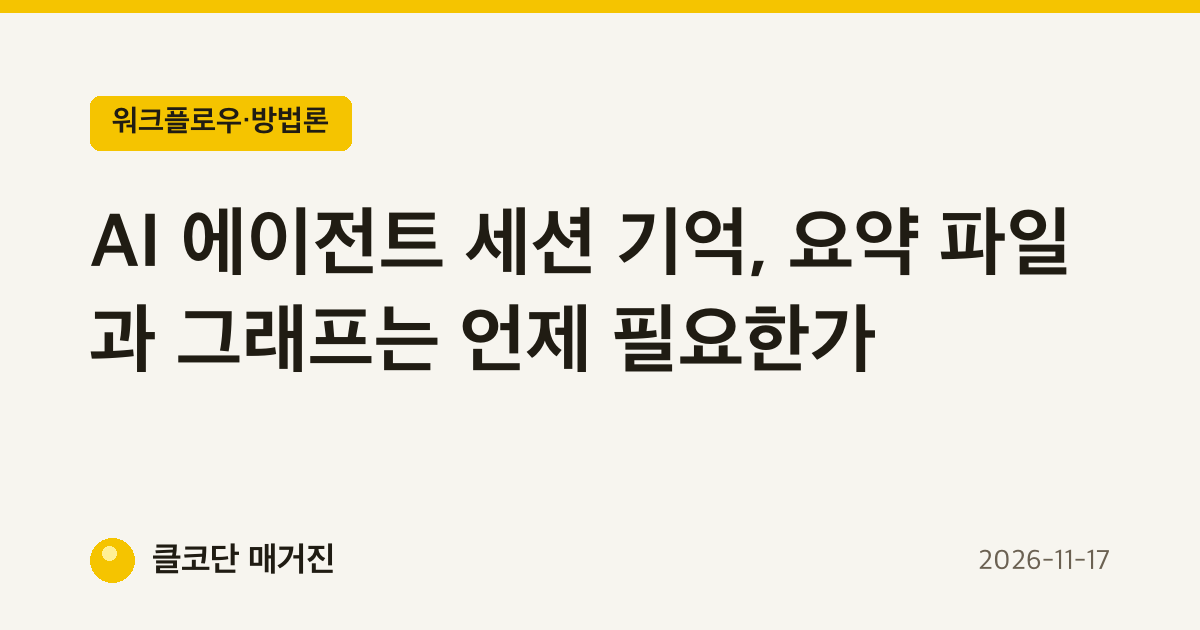 워크플로우·방법론
AI 에이전트 세션 기억, 요약 파일
과 그래프는 언제 필요한가
클코단 매거진
2026-11-17